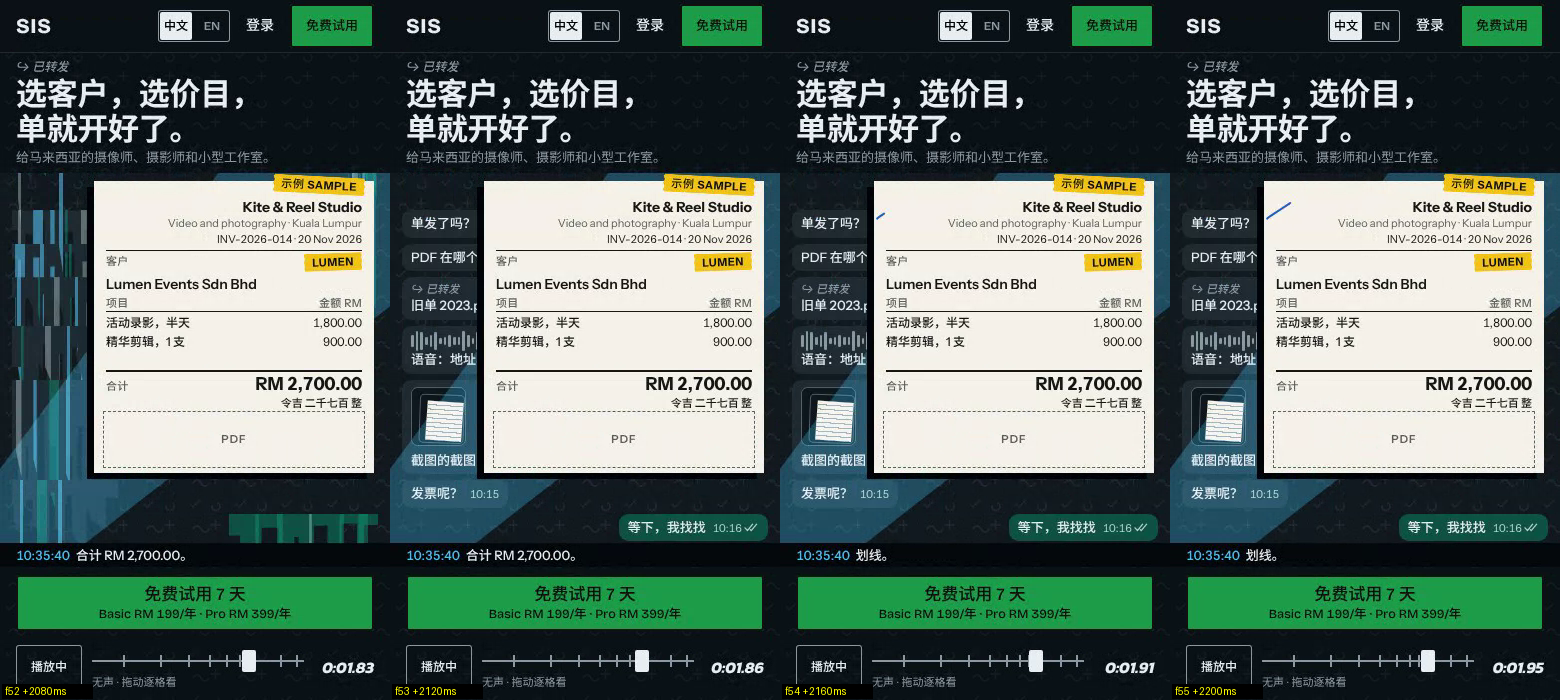 SIS 中文 EN 登录 免费试用
↪ 已转发
选客户，选价目，
单就开好了。
给马来西亚的摄像师、摄影师和小型工作室。
示例 SAMPLE
Kite & Reel Studio
Video and photography · Kuala Lumpur
INV-2026-014 · 20 Nov 2026
客户 LUMEN
Lumen Events Sdn Bhd
项目 金额 RM
活动录影，半天 1,800.00
精华剪辑，1支 900.00
合计 RM 2,700.00
令吉 二千七百 整
PDF
10:35:40 合计 RM 2,700.00。
免费试用 7 天
Basic RM 199/年 · Pro RM 399/年
播放中 0:01.83
无声 · 拖动逐格看
f52 +2080ms
SIS 中文 EN 登录 免费试用
↪ 已转发
选客户，选价目，
单就开好了。
给马来西亚的摄像师、摄影师和小型工作室。
单发了吗？
PDF 在哪个
↪ 已转发
旧单 2023.p
语音：地址
截图的截图
发票呢？ 10:15
等下，我找找 10:16
示例 SAMPLE
Kite & Reel Studio
Video and photography · Kuala Lumpur
INV-2026-014 · 20 Nov 2026
客户 LUMEN
Lumen Events Sdn Bhd
项目 金额 RM
活动录影，半天 1,800.00
精华剪辑，1支 900.00
合计 RM 2,700.00
令吉 二千七百 整
PDF
10:35:40 合计 RM 2,700.00。
免费试用 7 天
Basic RM 199/年 · Pro RM 399/年
播放中 0:01.86
无声 · 拖动逐格看
f53 +2120ms
SIS 中文 EN 登录 免费试用
↪ 已转发
选客户，选价目，
单就开好了。
给马来西亚的摄像师、摄影师和小型工作室。
单发了吗？
PDF 在哪个
↪ 已转发
旧单 2023.p
语音：地址
截图的截图
发票呢？ 10:15
等下，我找找 10:16
示例 SAMPLE
Kite & Reel Studio
Video and photography · Kuala Lumpur
INV-2026-014 · 20 Nov 2026
客户 LUMEN
Lumen Events Sdn Bhd
项目 金额 RM
活动录影，半天 1,800.00
精华剪辑，1支 900.00
合计 RM 2,700.00
令吉 二千七百 整
PDF
10:35:40 划线。
免费试用 7 天
Basic RM 199/年 · Pro RM 399/年
播放中 0:01.91
无声 · 拖动逐格看
f54 +2160ms
SIS 中文 EN 登录 免费试用
↪ 已转发
选客户，选价目，
单就开好了。
给马来西亚的摄像师、摄影师和小型工作室。
单发了吗？
PDF 在哪个
↪ 已转发
旧单 2023.p
语音：地址
截图的截图
发票呢？ 10:15
等下，我找找 10:16
示例 SAMPLE
Kite & Reel Studio
Video and photography · Kuala Lumpur
INV-2026-014 · 20 Nov 2026
客户 LUMEN
Lumen Events Sdn Bhd
项目 金额 RM
活动录影，半天 1,800.00
精华剪辑，1支 900.00
合计 RM 2,700.00
令吉 二千七百 整
PDF
10:35:40 划线。
免费试用 7 天
Basic RM 199/年 · Pro RM 399/年
播放中 0:01.95
无声 · 拖动逐格看
f55 +2200ms